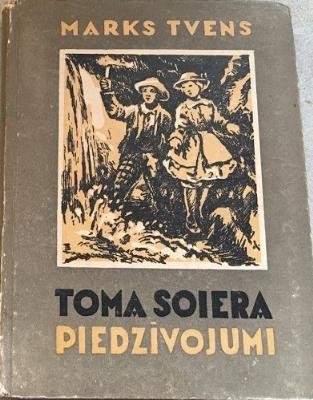 MARKS TVENS
TOMA SOIERA
PIEDZĪVOJUMI